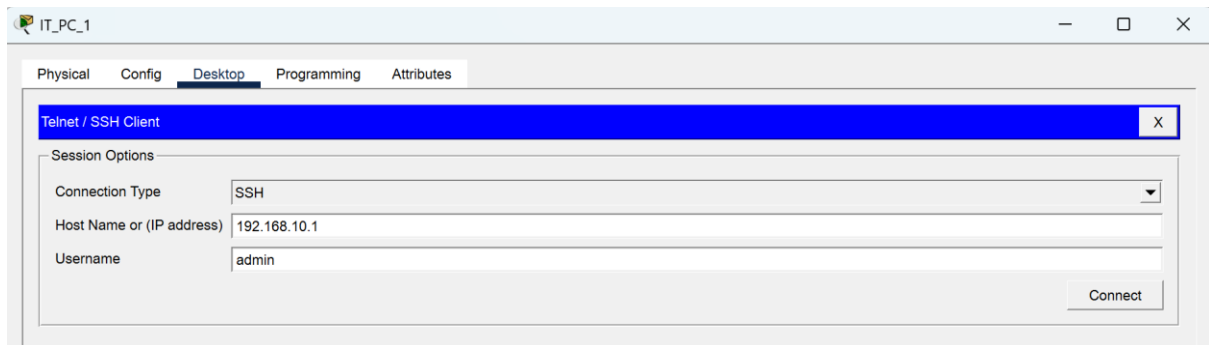 IT_PC_1
Physical Config Desktop Programming Attributes
Telnet / SSH Client X
Session Options
Connection Type SSH
Host Name or (IP address) 192.168.10.1
Username admin
Connect